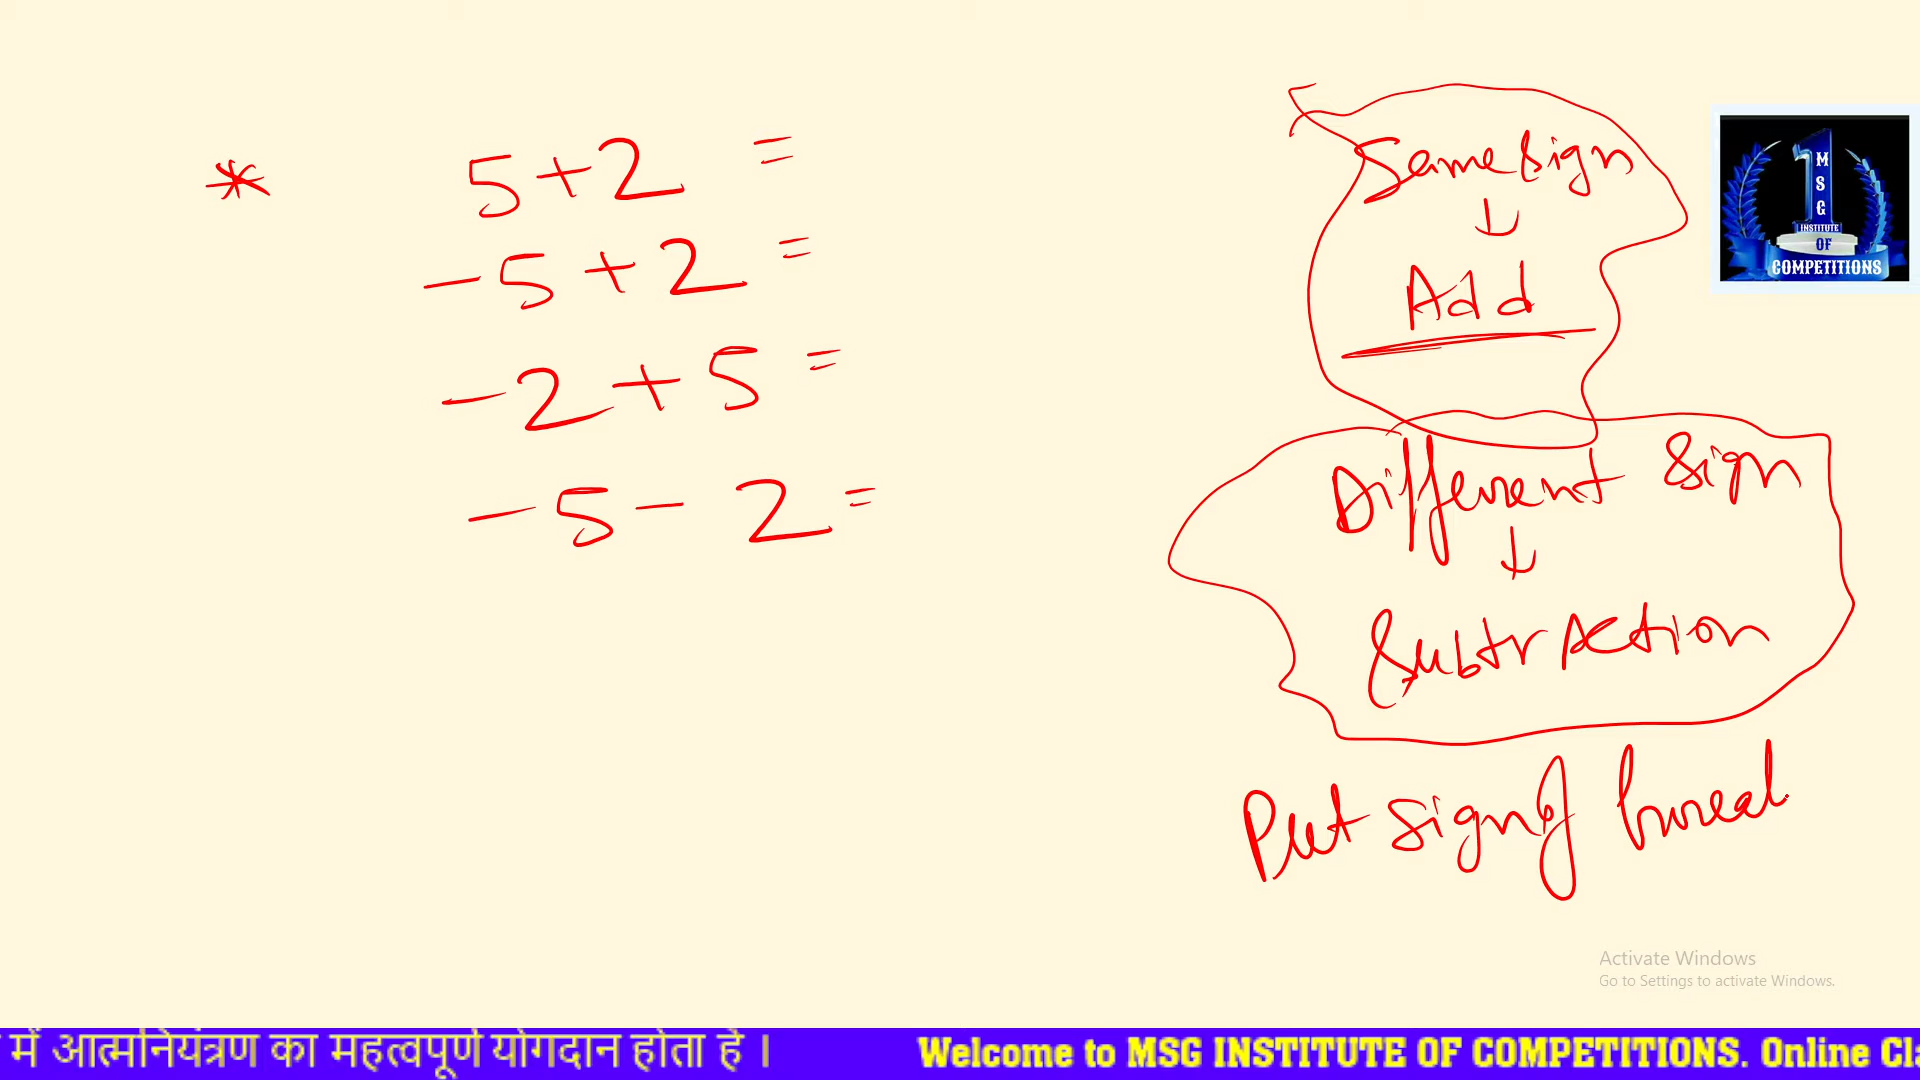 * 5+2 =
-5+2 =
-2+5 =
-5-2 =
Same sign
↓
Add
Different sign
↓
SubtrAction
Put sign of
M
S
G
1
INSTITUTE
OF
COMPETITIONS
Activate Windows
Go to Settings to activate Windows.
में आत्मनियंत्रण का महत्वपूर्ण योगदान होता है । Welcome to MSG INSTITUTE OF COMPETITIONS. Online Cla